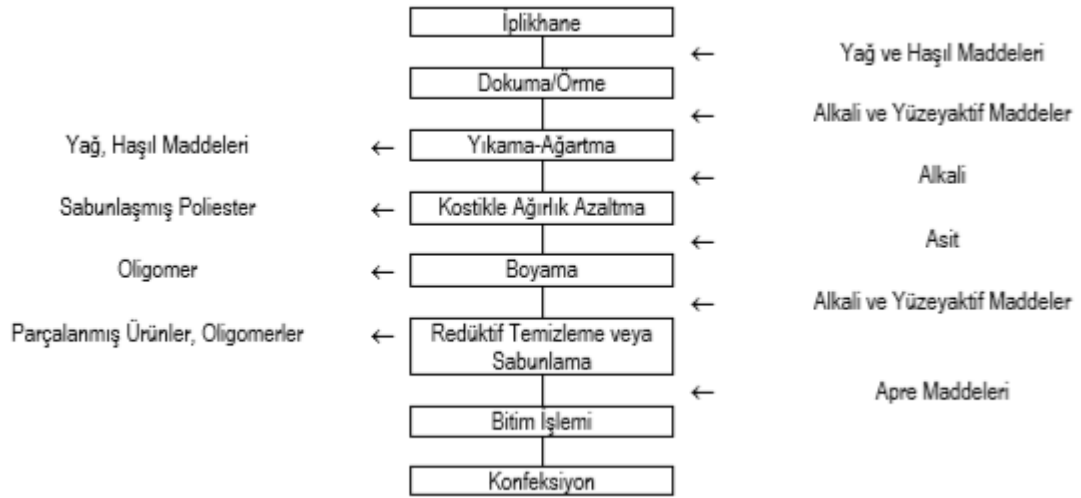 İplikhane
← Yağ ve Haşıl Maddeleri
Dokuma/Örme
← Alkali ve Yüzeyaktif Maddeler
Yağ, Haşıl Maddeleri ← Yıkama-Ağartma
← Alkali
Sabunlaşmış Poliester ← Kostikle Ağırlık Azaltma
← Asit
Oligomer ← Boyama
← Alkali ve Yüzeyaktif Maddeler
Parçalanmış Ürünler, Oligomerler ← Redüktif Temizleme veya
Sabunlama
← Apre Maddeleri
Bitim İşlemi
Konfeksiyon